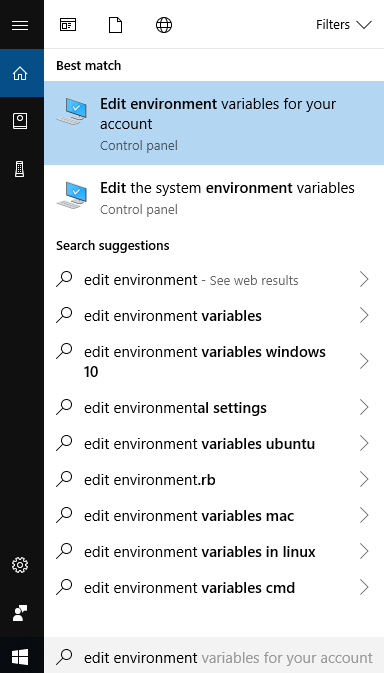 Filters
Best match
Edit environment variables for your
account
Control panel
Edit the system environment variables
Control panel
Search suggestions
edit environment - See web results
edit environment variables
edit environment variables windows
10
edit environmental settings
edit environment variables ubuntu
edit environment.rb
edit environment variables mac
edit environment variables in linux
edit environment variables cmd
edit environment variables for your account